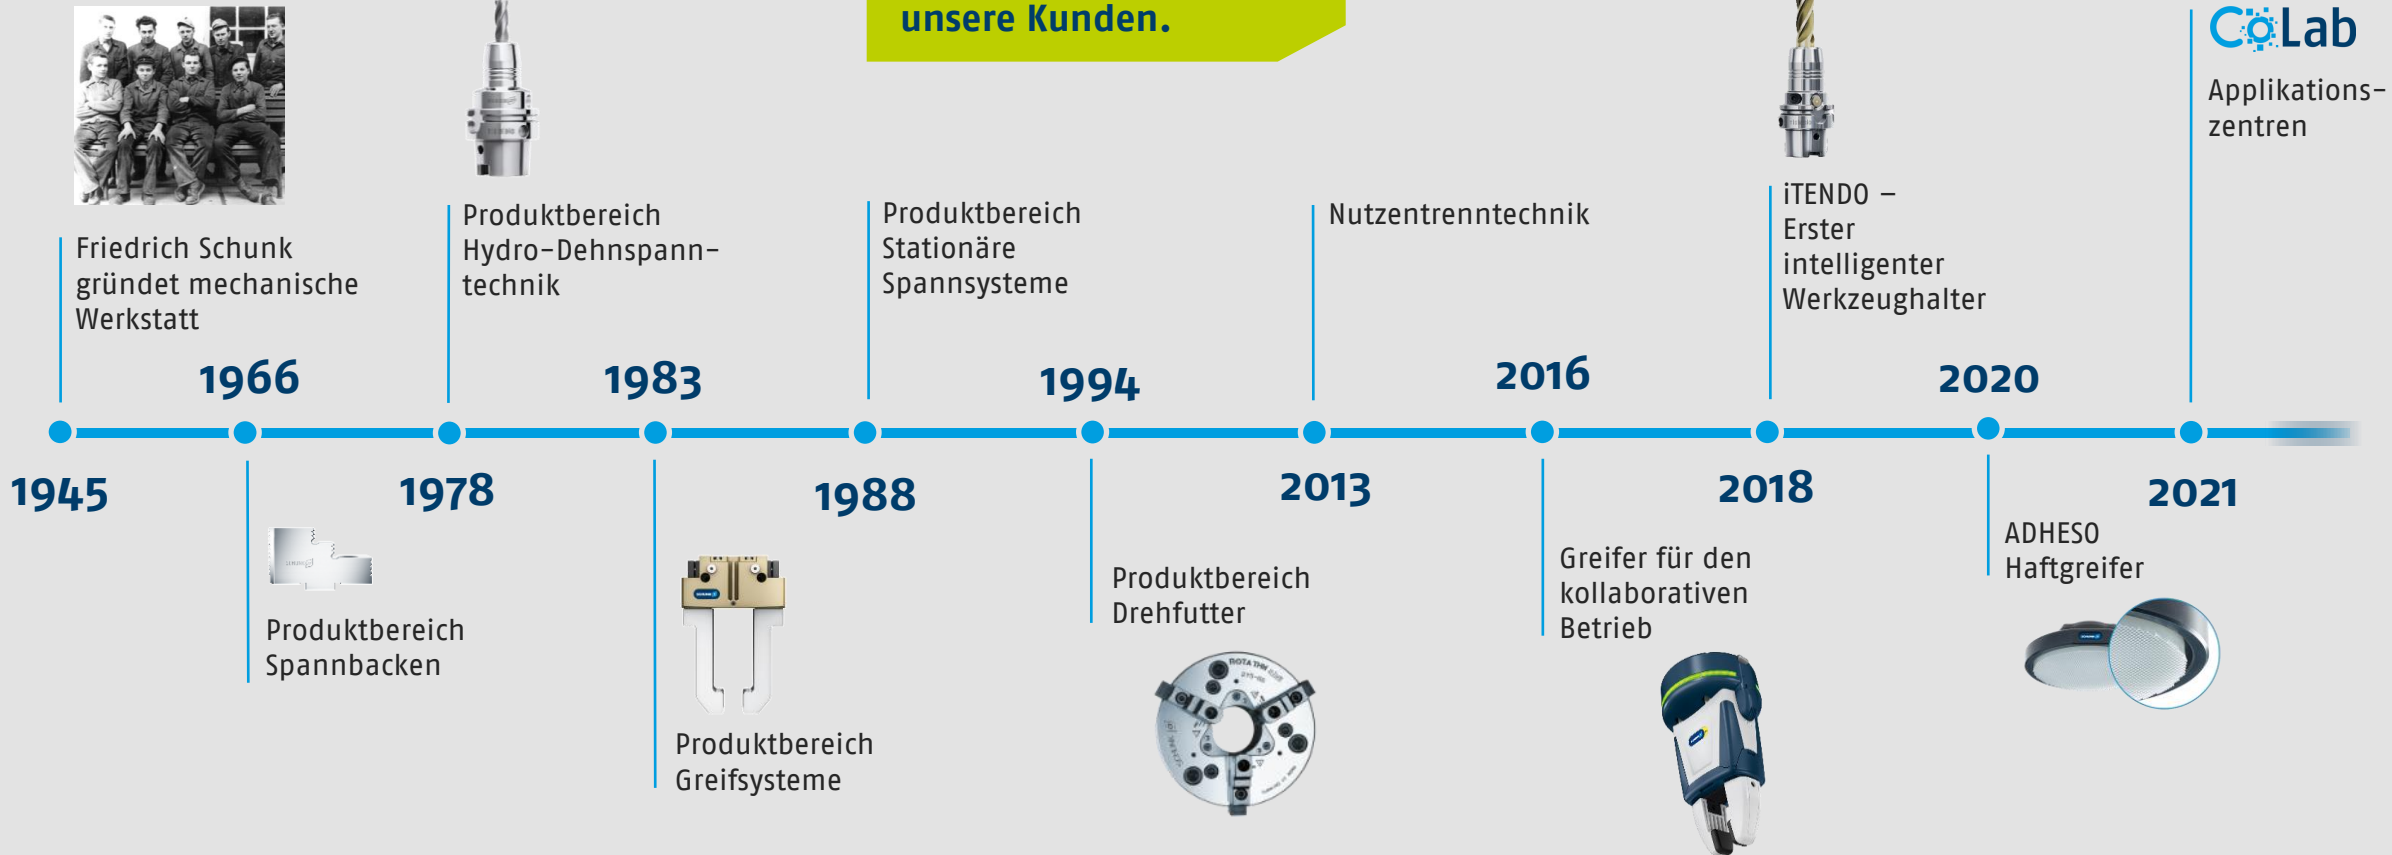 unsere Kunden.
CoLab
Applikations-
zentren
Friedrich Schunk
gründet mechanische
Werkstatt
Produktbereich
Hydro-Dehnspann-
technik
Produktbereich
Stationäre
Spannsysteme
Nutzentrenntechnik
iTENDO –
Erster
intelligenter
Werkzeughalter
1966
1983
1994
2016
2020
1945
1978
1988
2013
2018
2021
Produktbereich
Spannbacken
Produktbereich
Greifsysteme
Produktbereich
Drehfutter
ROTA THW
Greifer für den
kollaborativen
Betrieb
ADHESO
Haftgreifer